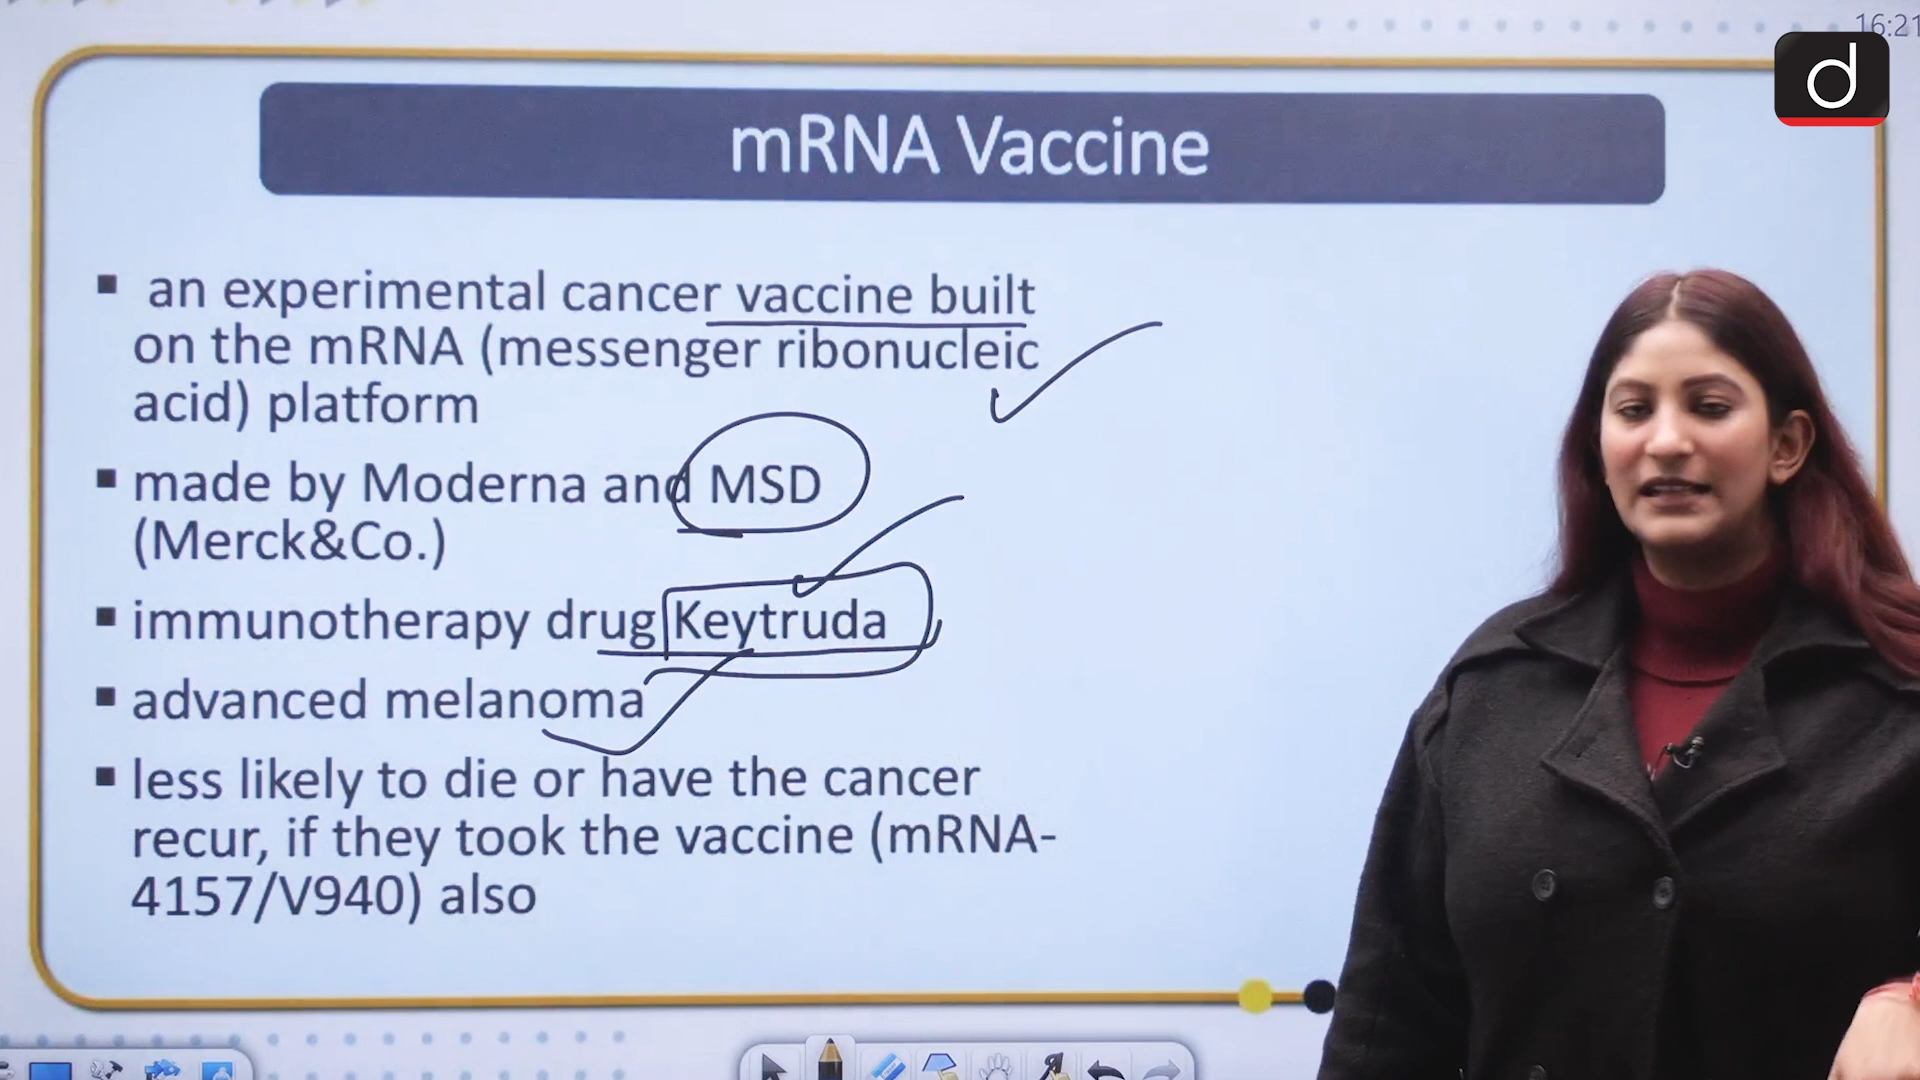 16:21
d
mRNA Vaccine
an experimental cancer vaccine built
on the mRNA (messenger ribonucleic
acid) platform
made by Moderna and MSD
(Merck&Co.)
immunotherapy drug Keytruda
advanced melanoma
less likely to die or have the cancer
recur, if they took the vaccine (mRNA-
4157/V940) also